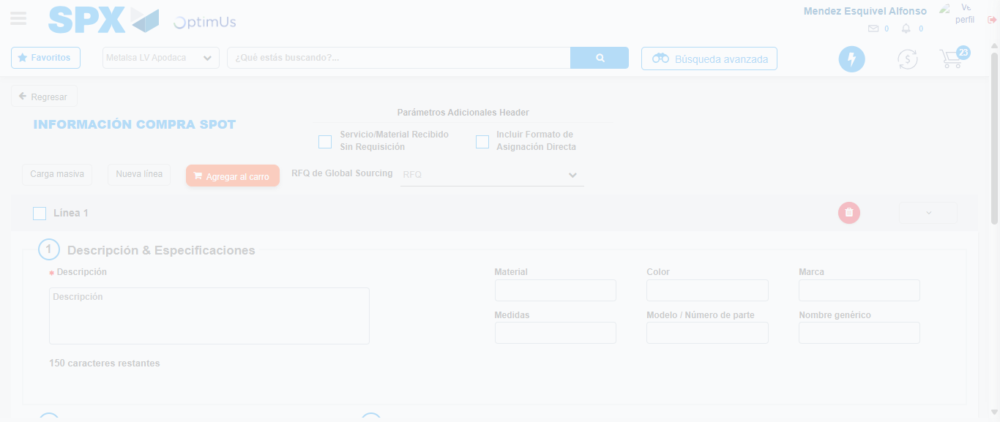 SPX OptimUs
Mendez Esquivel Alfonso
Ve
perfil
0 0
Favoritos
Metalsa LV Apodaca
¿Qué estás buscando?...
Búsqueda avanzada
23
Regresar
INFORMACIÓN COMPRA SPOT
Parámetros Adicionales Header
Servicio/Material Recibido
Sin Requisición
Incluir Formato de
Asignación Directa
Carga masiva
Nueva línea
Agregar al carro
RFQ de Global Sourcing
RFQ
Linea 1
1 Descripción & Especificaciones
* Descripción
Descripción
150 caracteres restantes
Material
Color
Marca
Medidas
Modelo / Número de parte
Nombre genérico